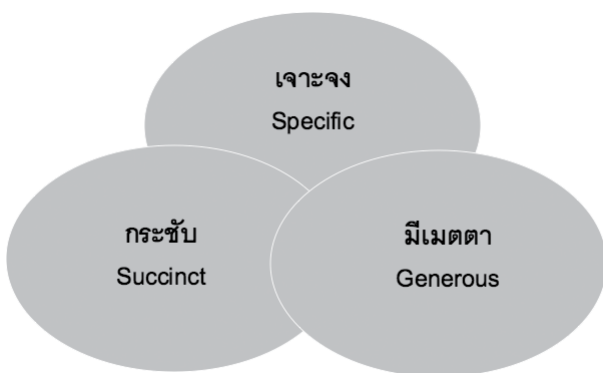 เจาะจง
Specific
กระชับ
Succinct
มีเมตตา
Generous